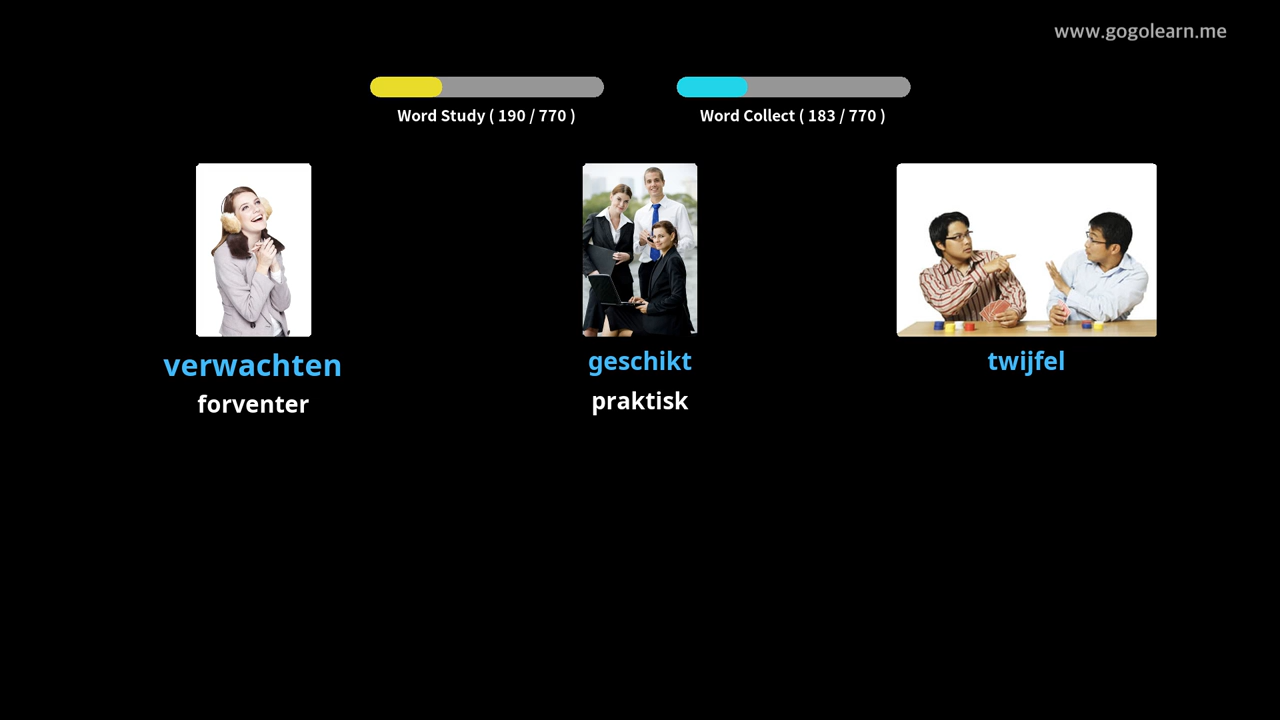 www.gogolearn.me
Word Study ( 190 / 770 )
Word Collect ( 183 / 770 )
verwachten
forventer
geschikt
praktisk
twijfel